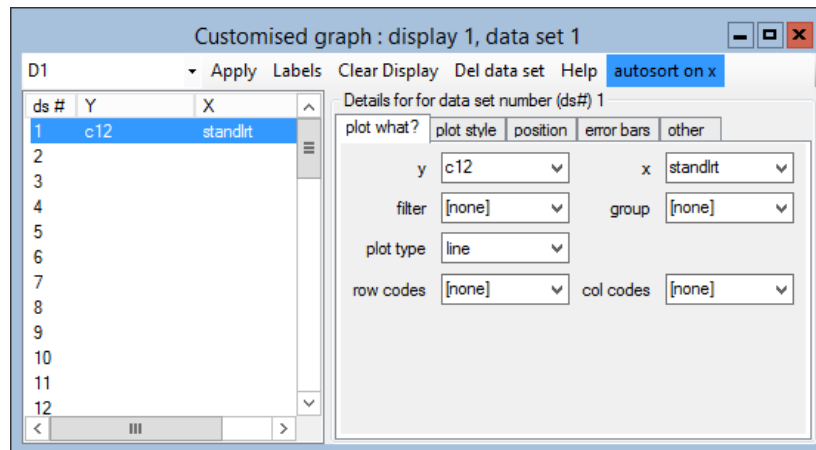 Customised graph : display 1, data set 1
D1 Apply Labels Clear Display Del data set Help autosort on x
ds # Y X
1 c12 standlrt
2
3
4
5
6
7
8
9
10
11
12
Details for for data set number (ds#) 1
plot what? plot style position error bars other
y c12 x standlrt
filter [none] group [none]
plot type line
row codes [none] col codes [none]